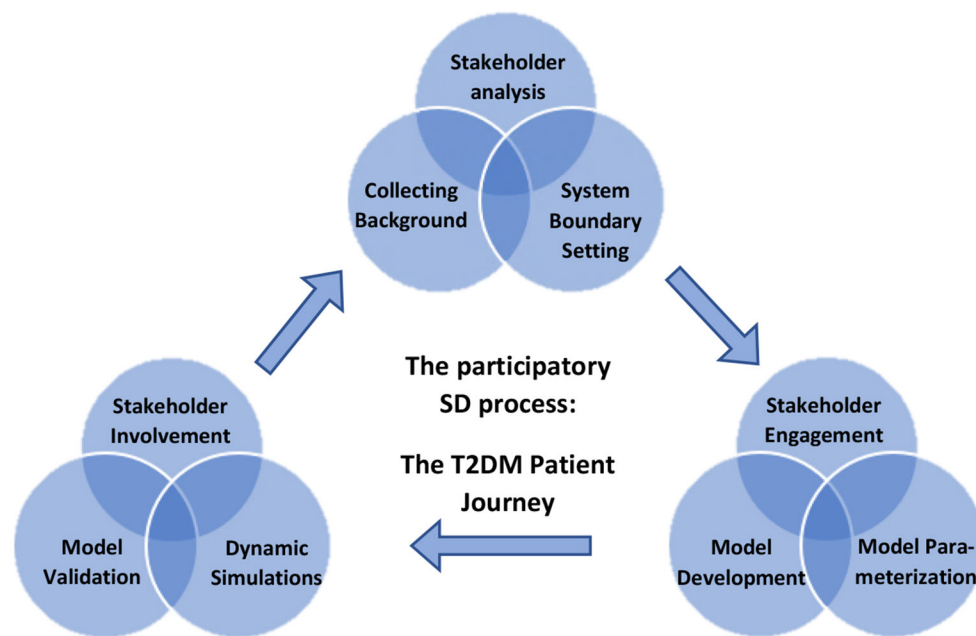 Stakeholder
analysis
Collecting
Background
System
Boundary
Setting
The participatory
SD process:
The T2DM Patient
Journey
Stakeholder
Involvement
Model
Validation
Dynamic
Simulations
Stakeholder
Engagement
Model
Development
Model Para-
meterization